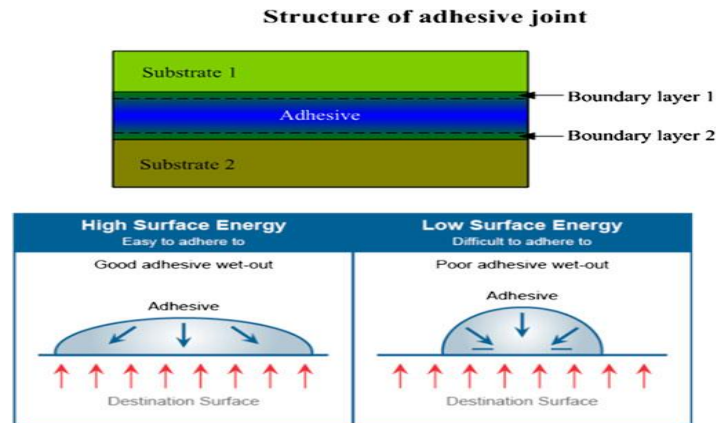 Structure of adhesive joint
Substrate 1
Boundary layer 1
Adhesive
Boundary layer 2
Substrate 2
High Surface Energy
Easy to adhere to
Good adhesive wet-out
Adhesive
Destination Surface
Low Surface Energy
Difficult to adhere to
Poor adhesive wet-out
Adhesive
Destination Surface